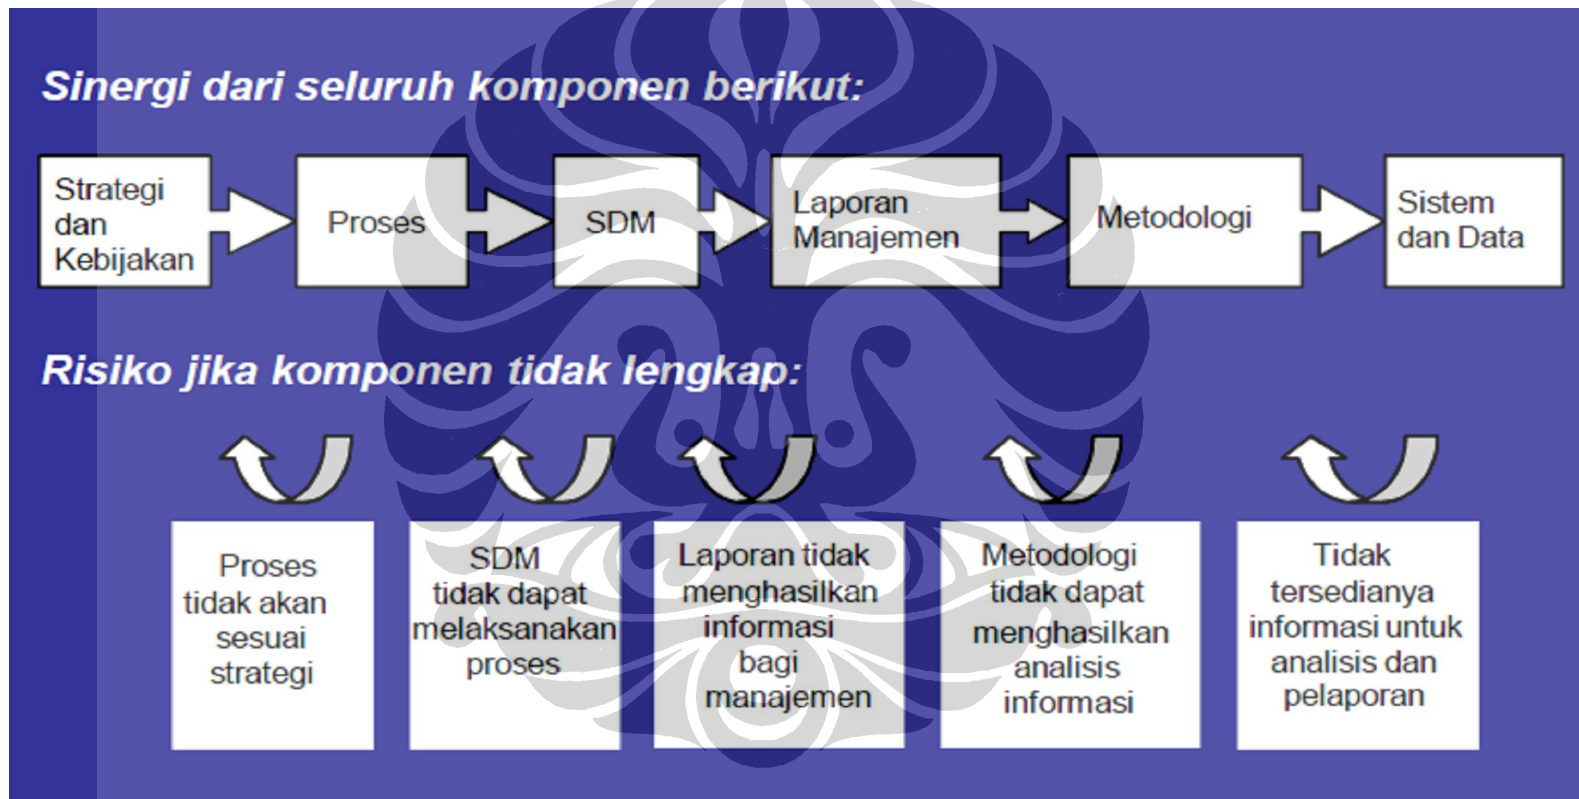 Sinergi dari seluruh komponen berikut:
Strategi
dan
Kebijakan
Proses
SDM
Laporan
Manajemen
Metodologi
Sistem
dan Data
Risiko jika komponen tidak lengkap:
Proses
tidak akan
sesuai
strategi
SDM
tidak dapat
melaksanakan
proses
Laporan tidak
menghasilkan
informasi
bagi
manajemen
Metodologi
tidak dapat
menghasilkan
analisis
informasi
Tidak
tersedianya
informasi untuk
analisis dan
pelaporan